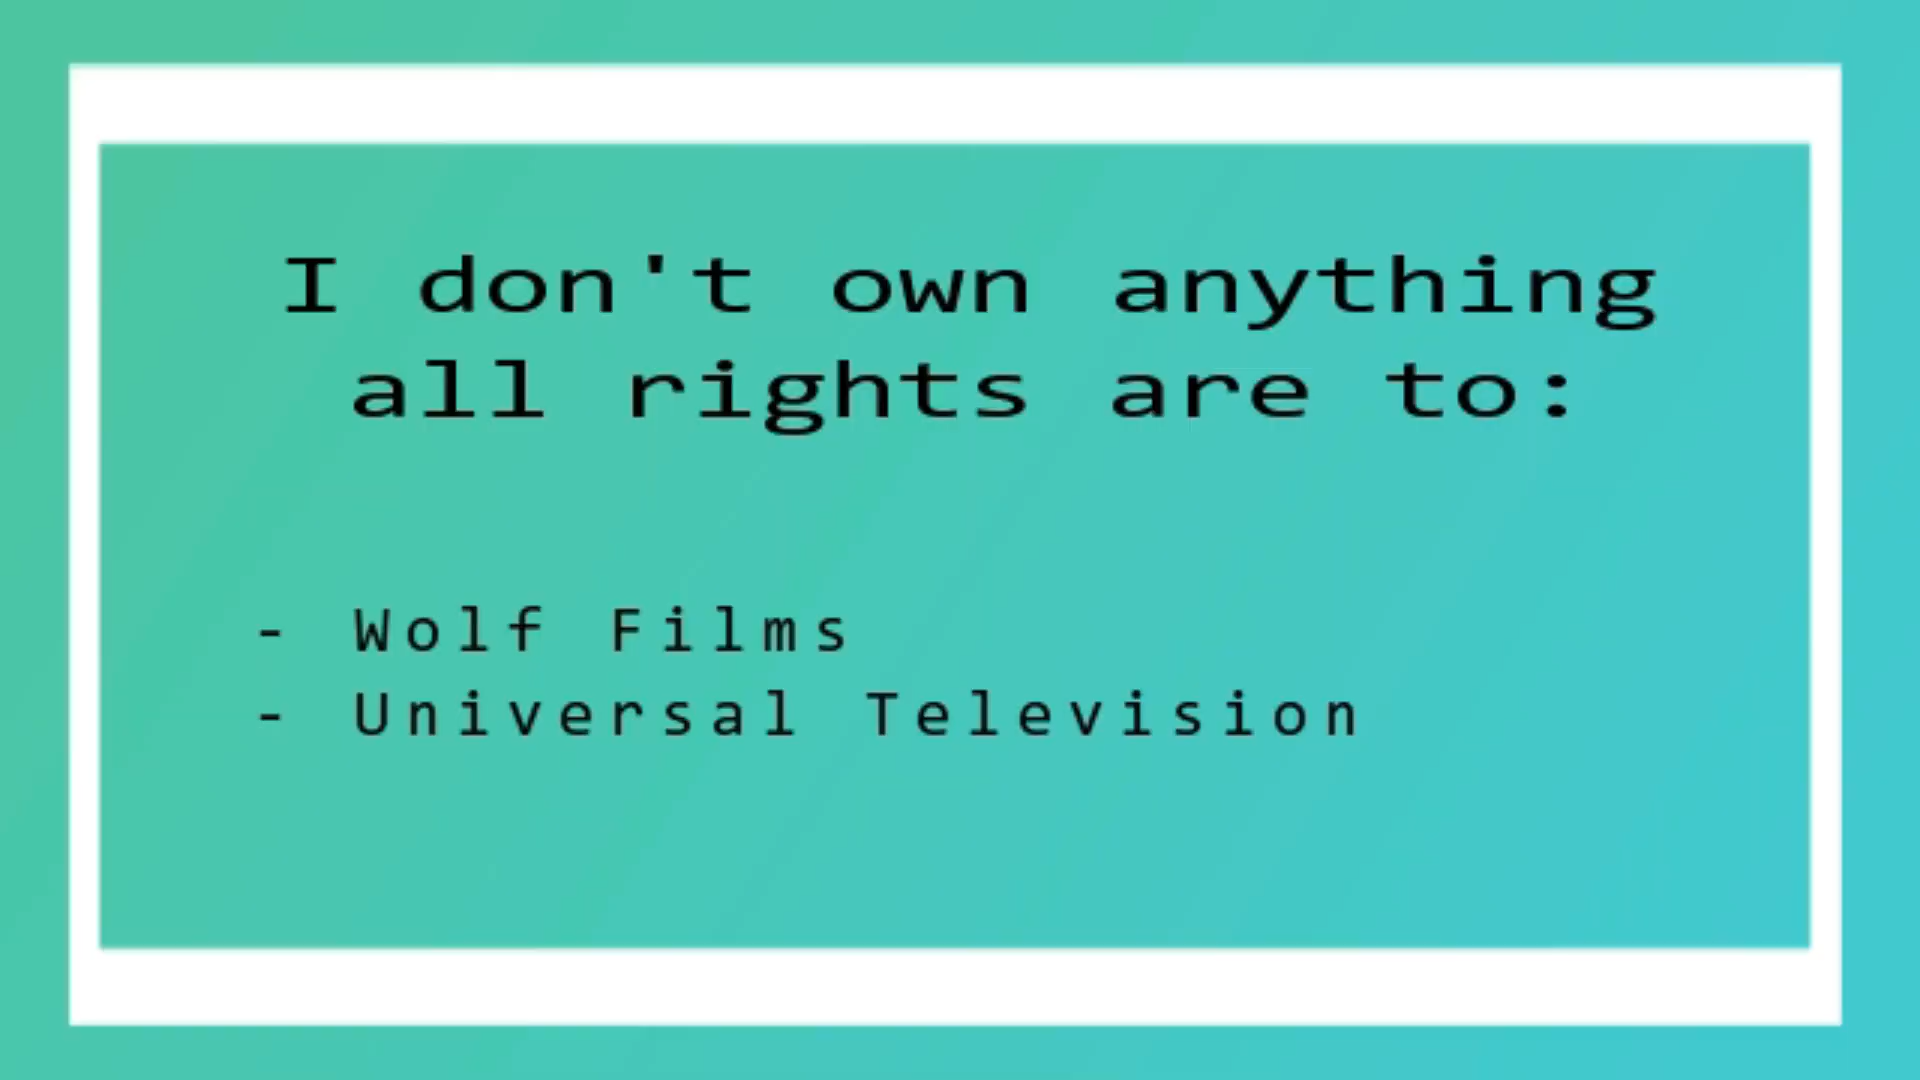 I don't own anything
all rights are to:
- Wolf Films
- Universal Television